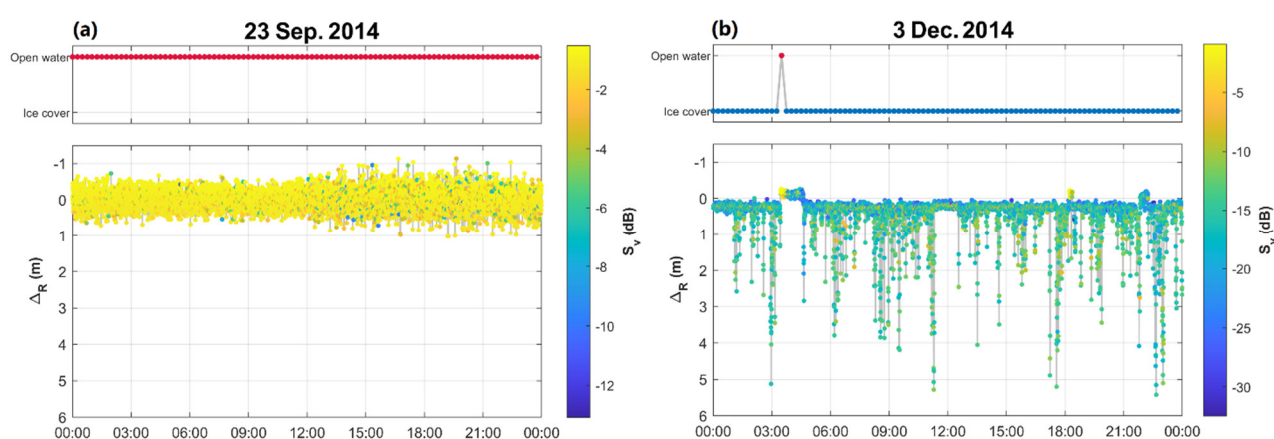 (a) 23 Sep. 2014
Open water
Ice cover
-1
0
1
2
3
4
5
6
Δ_R (m)
00:00 03:00 06:00 09:00 12:00 15:00 18:00 21:00 00:00
-2
-4
-6
-8
-10
-12
S_v (dB)
(b) 3 Dec. 2014
Open water
Ice cover
-1
0
1
2
3
4
5
6
Δ_R (m)
00:00 03:00 06:00 09:00 12:00 15:00 18:00 21:00 00:00
-5
-10
-15
-20
-25
-30
S_v (dB)